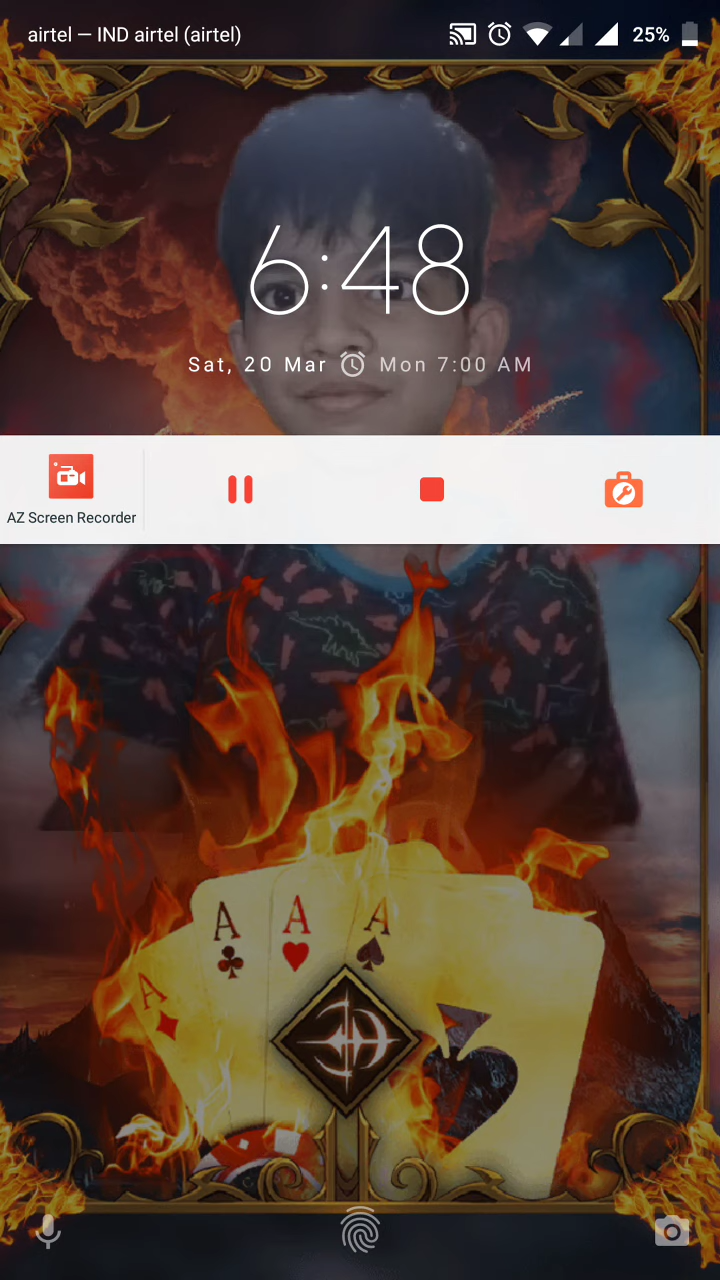 airtel — IND airtel (airtel)
25%
6:48
Sat, 20 Mar Mon 7:00 AM
AZ Screen Recorder
A A A
A